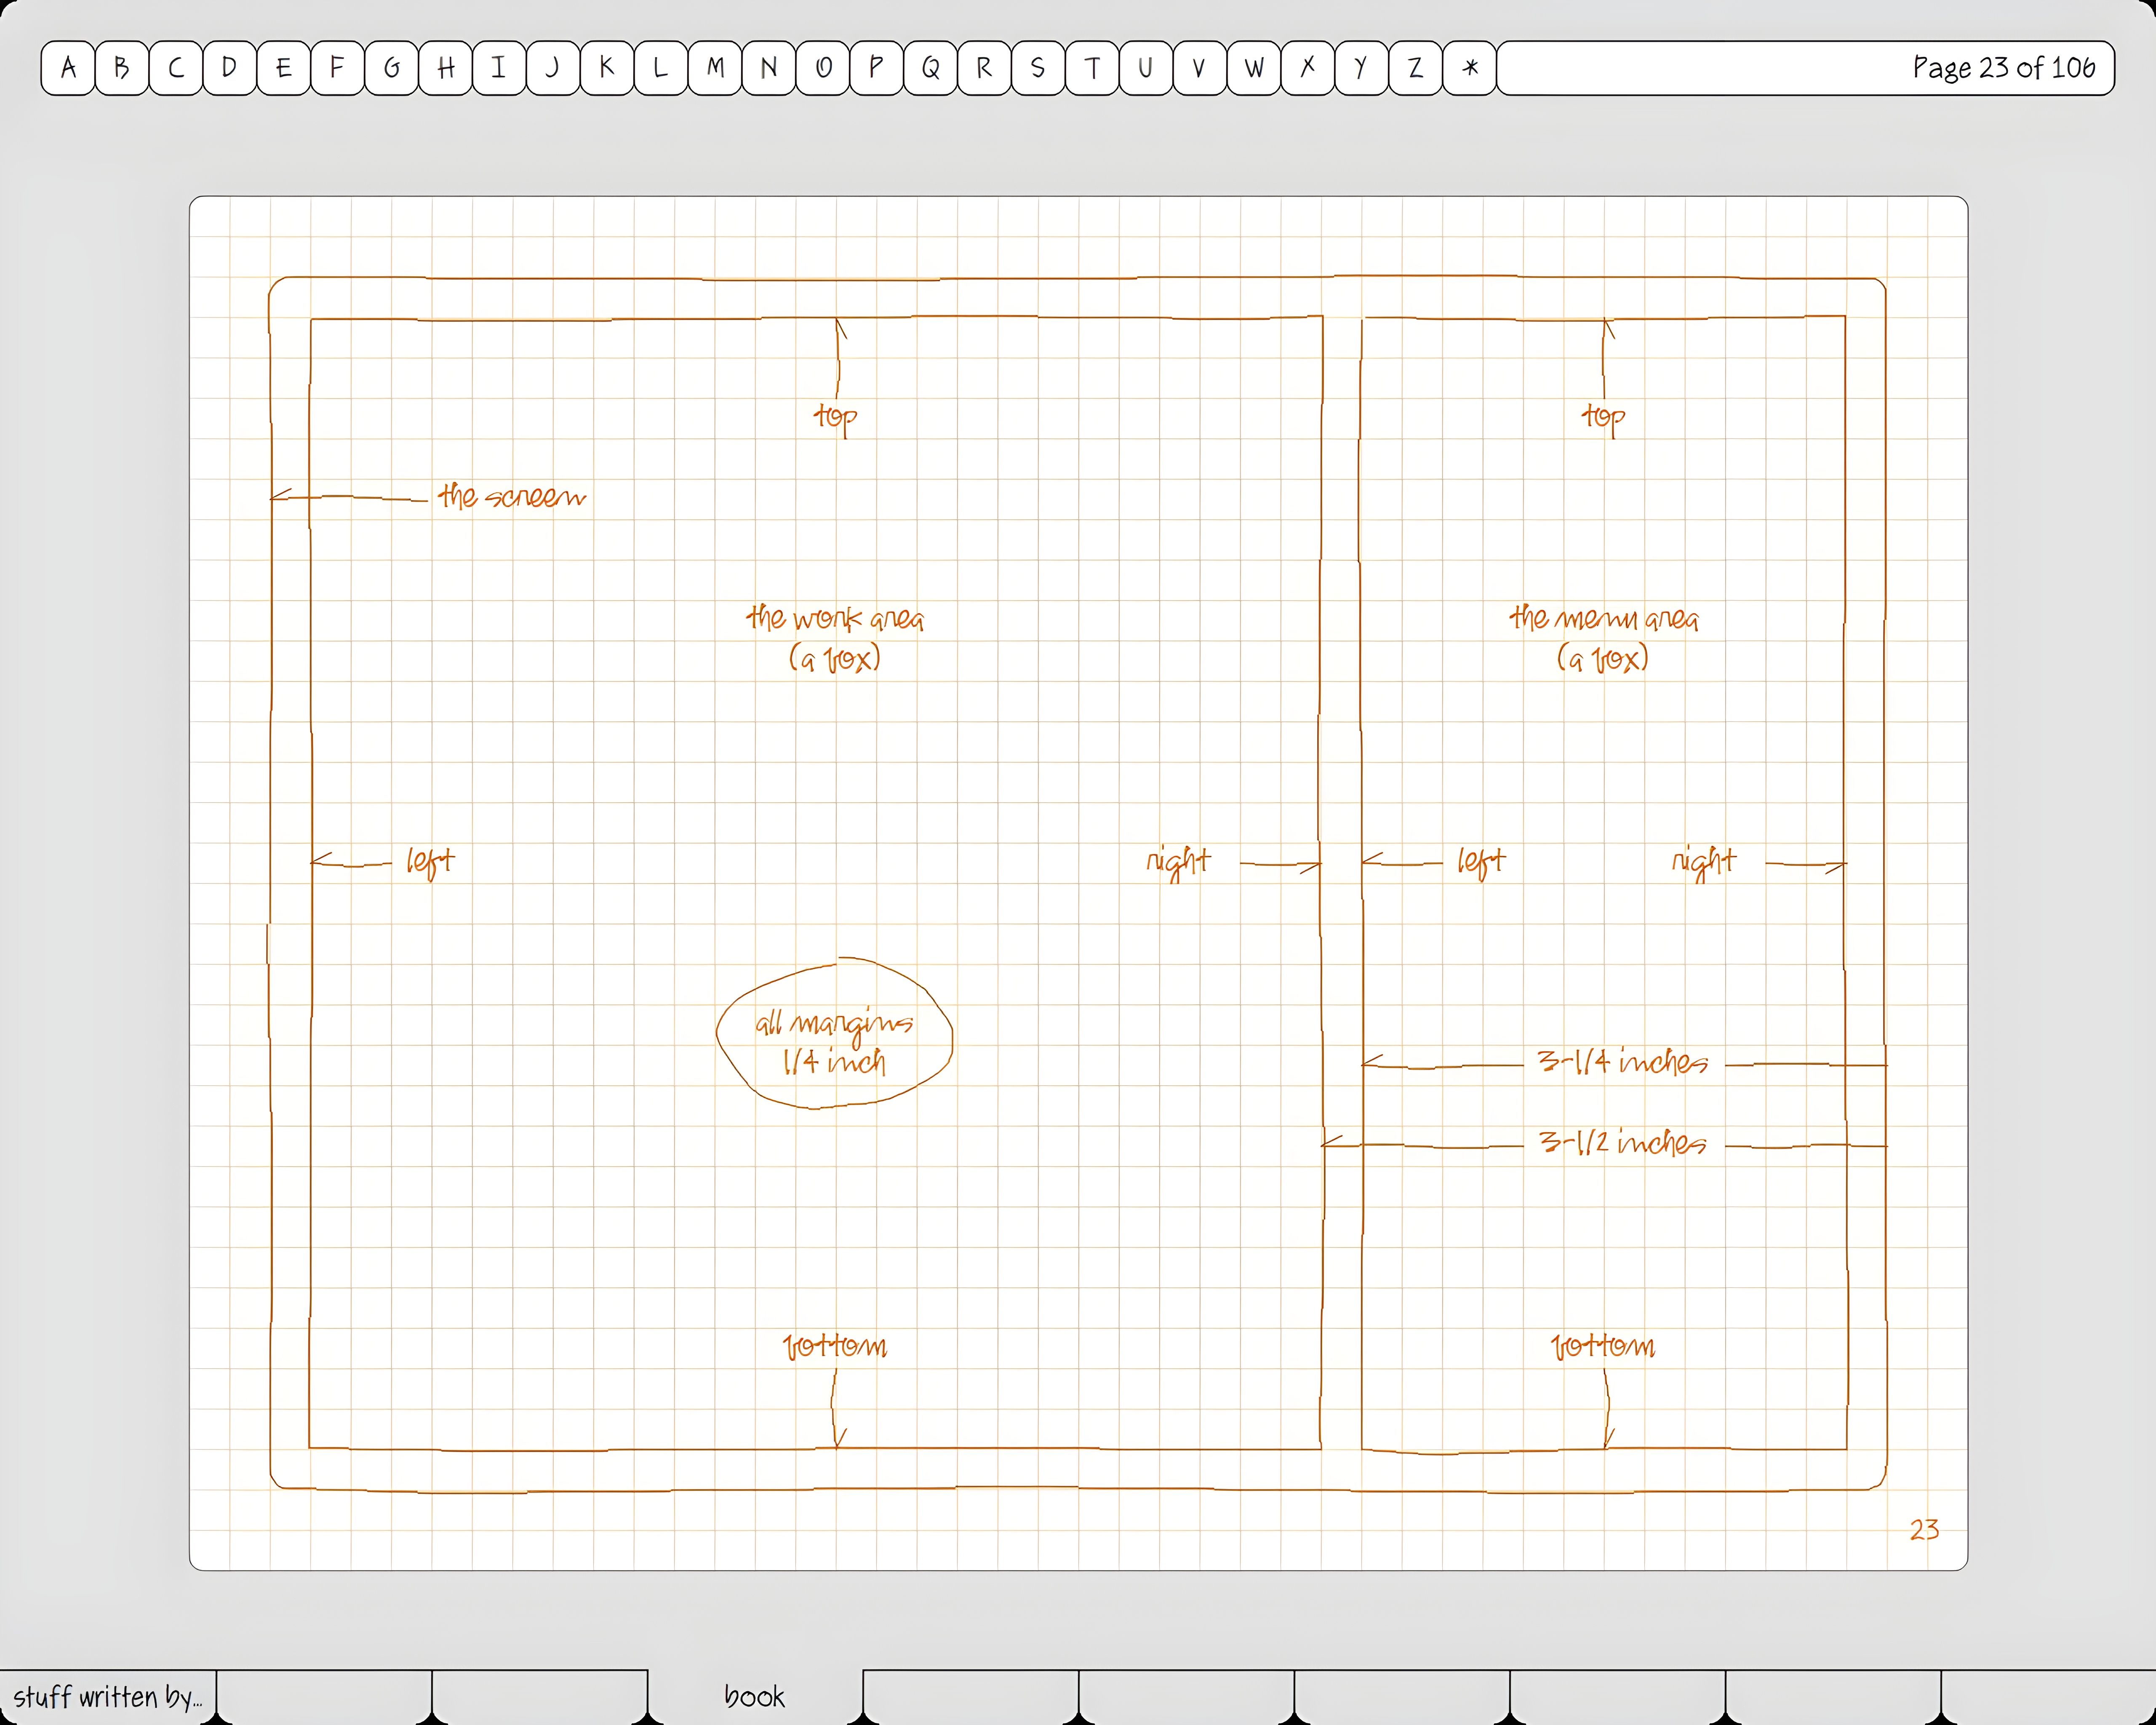 A B C D E F G H I J K L M N O P Q R S T U V W X Y Z * Page 23 of 106
top top
the screen
the work area the menu area
(a box) (a box)
left right left right
all margins
1/4 inch
3-1/4 inches
3-1/2 inches
bottom bottom
23
stuff written by... book